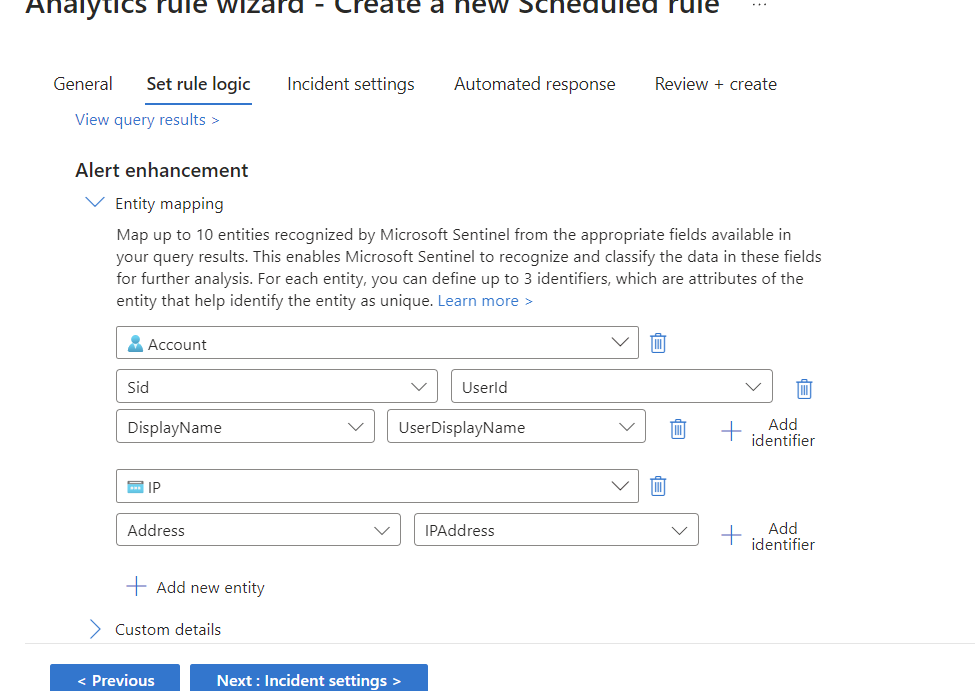 Analytics rule wizard - Create a new Scheduled rule ...
General Set rule logic Incident settings Automated response Review + create
View query results >
Alert enhancement
Entity mapping
Map up to 10 entities recognized by Microsoft Sentinel from the appropriate fields available in
your query results. This enables Microsoft Sentinel to recognize and classify the data in these fields
for further analysis. For each entity, you can define up to 3 identifiers, which are attributes of the
entity that help identify the entity as unique. Learn more >
Account
Sid UserId
DisplayName UserDisplayName Add
identifier
IP
Address IPAddress Add
identifier
Add new entity
Custom details
< Previous Next : Incident settings >